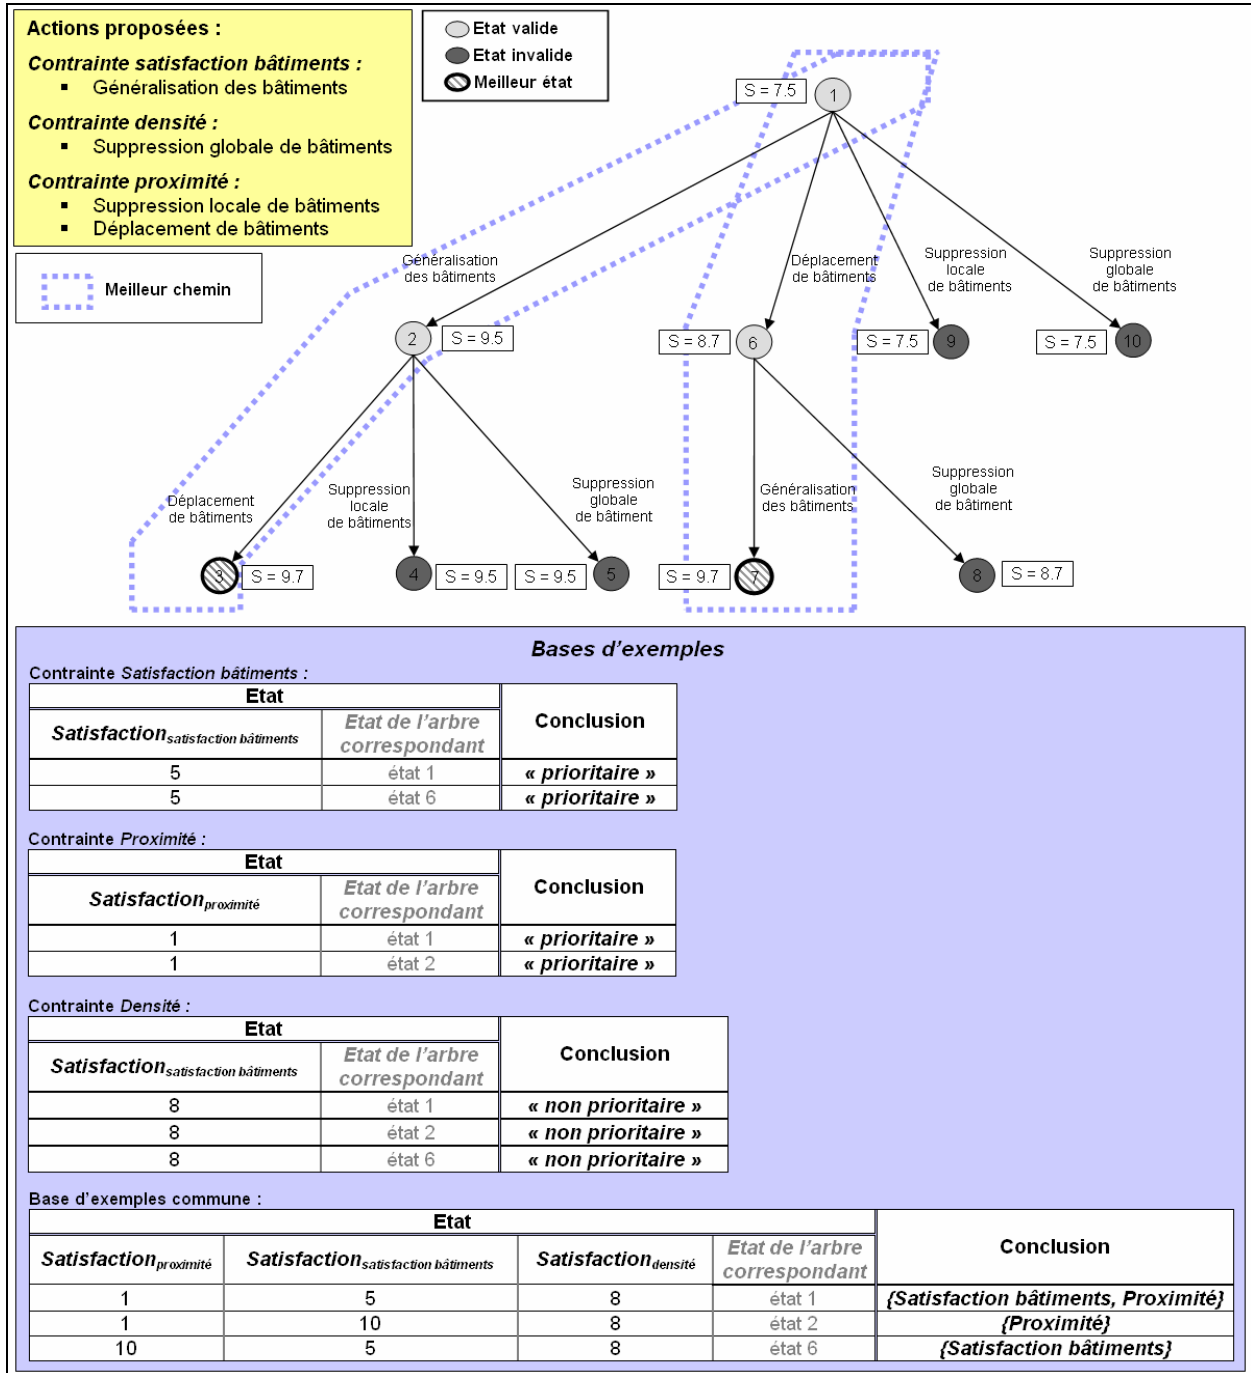 Actions proposées :
Contrainte satisfaction bâtiments :
▪ Généralisation des bâtiments
Contrainte densité :
▪ Suppression globale de bâtiments
Contrainte proximité :
▪ Suppression locale de bâtiments
▪ Déplacement de bâtiments
Etat valide
Etat invalide
Meilleur état
Meilleur chemin
S = 7.5
1
Généralisation
des bâtiments
Déplacement
de bâtiments
Suppression
locale
de bâtiments
Suppression
globale
de bâtiments
2
S = 9.5
S = 8.7
6
S = 7.5
9
S = 7.5
10
Déplacement
de bâtiments
Suppression
locale
de bâtiments
Suppression
globale
de bâtiment
Généralisation
des bâtiments
Suppression
globale
de bâtiment
3
S = 9.7
4
S = 9.5
S = 9.5
5
S = 9.7
7
8
S = 8.7
Bases d'exemples
Contrainte Satisfaction bâtiments :
Etat
Conclusion
Satisfaction satisfaction bâtiments
Etat de l'arbre
correspondant
5 état 1 « prioritaire »
5 état 6 « prioritaire »
Contrainte Proximité :
Etat
Conclusion
Satisfaction proximité
Etat de l'arbre
correspondant
1 état 1 « prioritaire »
1 état 2 « prioritaire »
Contrainte Densité :
Etat
Conclusion
Satisfaction satisfaction bâtiments
Etat de l'arbre
correspondant
8 état 1 « non prioritaire »
8 état 2 « non prioritaire »
8 état 6 « non prioritaire »
Base d'exemples commune :
Etat
Conclusion
Satisfaction proximité Satisfaction satisfaction bâtiments Satisfaction densité
Etat de l'arbre
correspondant
1 5 8 état 1 {Satisfaction bâtiments, Proximité}
1 10 8 état 2 {Proximité}
10 5 8 état 6 {Satisfaction bâtiments}